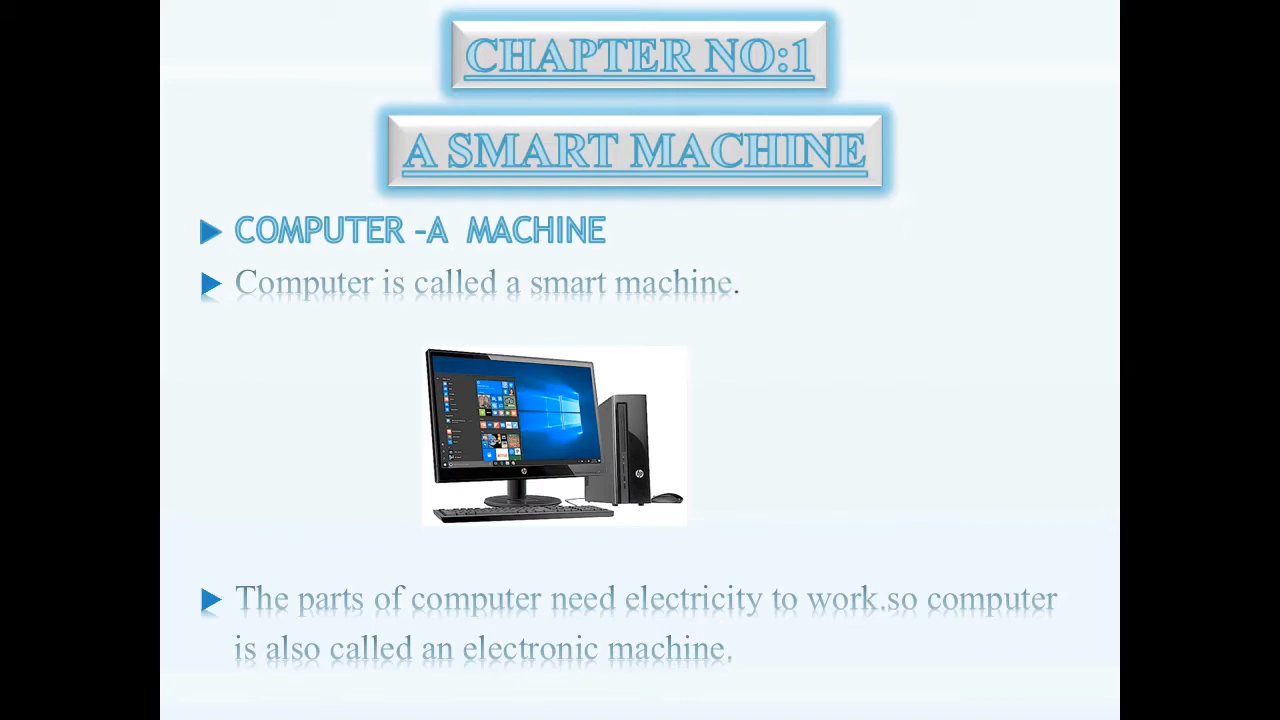 CHAPTER NO:1
A SMART MACHINE
COMPUTER –A MACHINE
Computer is called a smart machine.
The parts of computer need electricity to work.so computer
is also called an electronic machine.